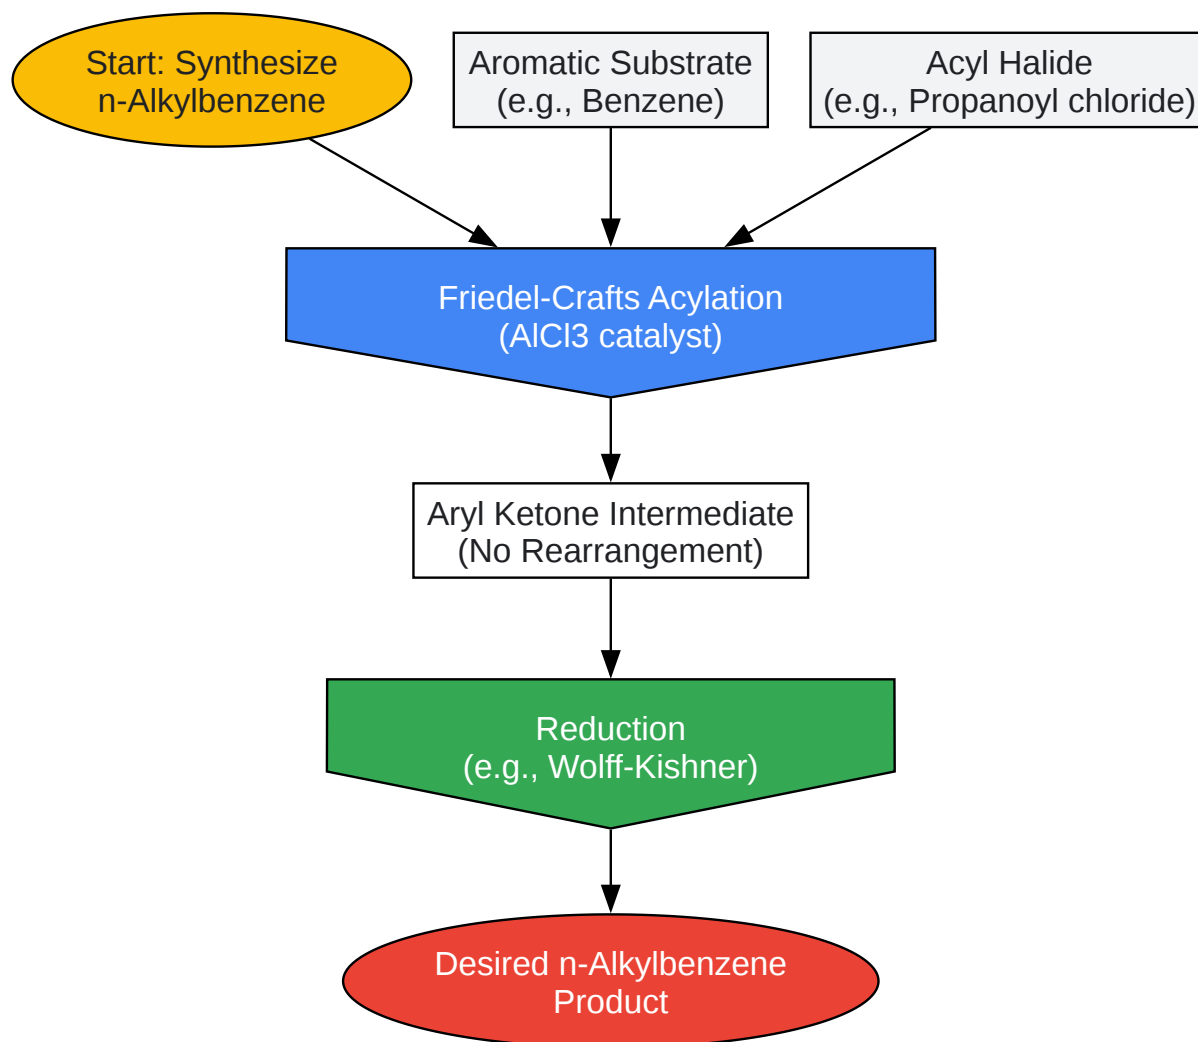 Start: Synthesize
n-Alkylbenzene
Aromatic Substrate
(e.g., Benzene)
Acyl Halide
(e.g., Propanoyl chloride)
Friedel-Crafts Acylation
(AlCl3 catalyst)
Aryl Ketone Intermediate
(No Rearrangement)
Reduction
(e.g., Wolff-Kishner)
Desired n-Alkylbenzene
Product